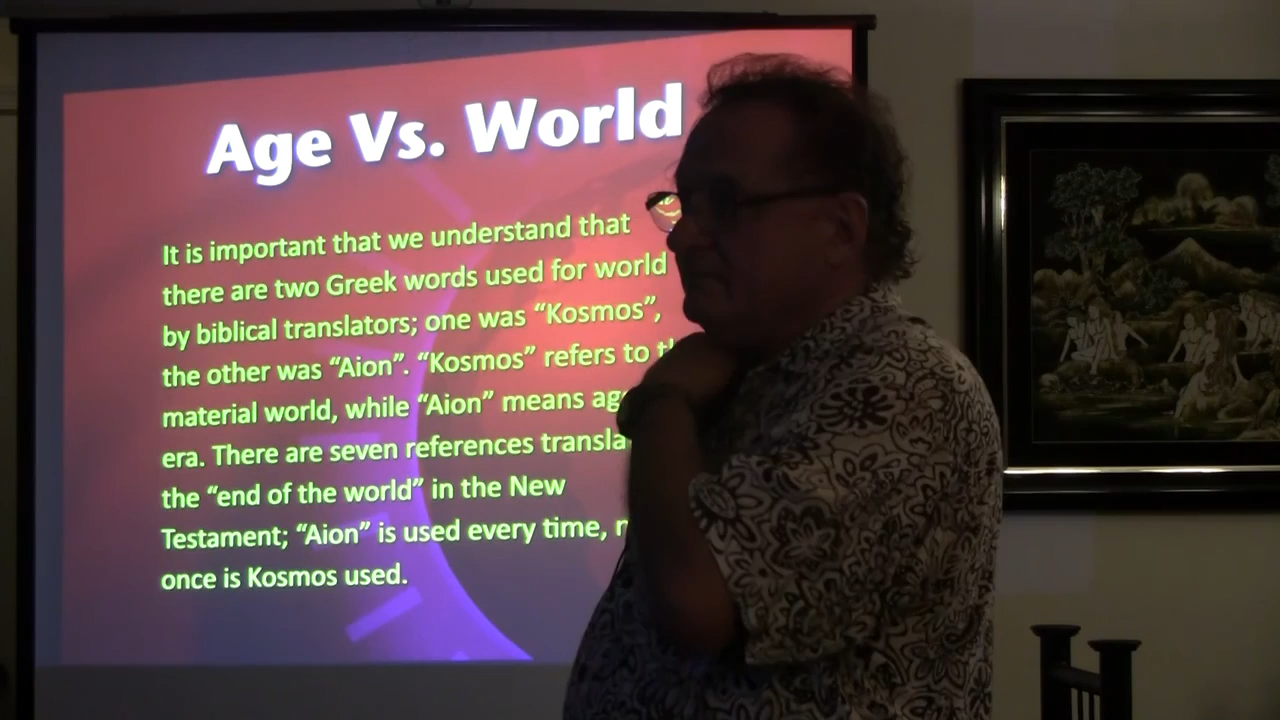 Age Vs. World
It is important that we understand that
there are two Greek words used for world
by biblical translators; one was “Kosmos”,
the other was “Aion”. “Kosmos” refers to
material world, while “Aion” means
era. There are seven references
the “end of the world” in the New
Testament; “Aion” is used every time,
once is Kosmos used.